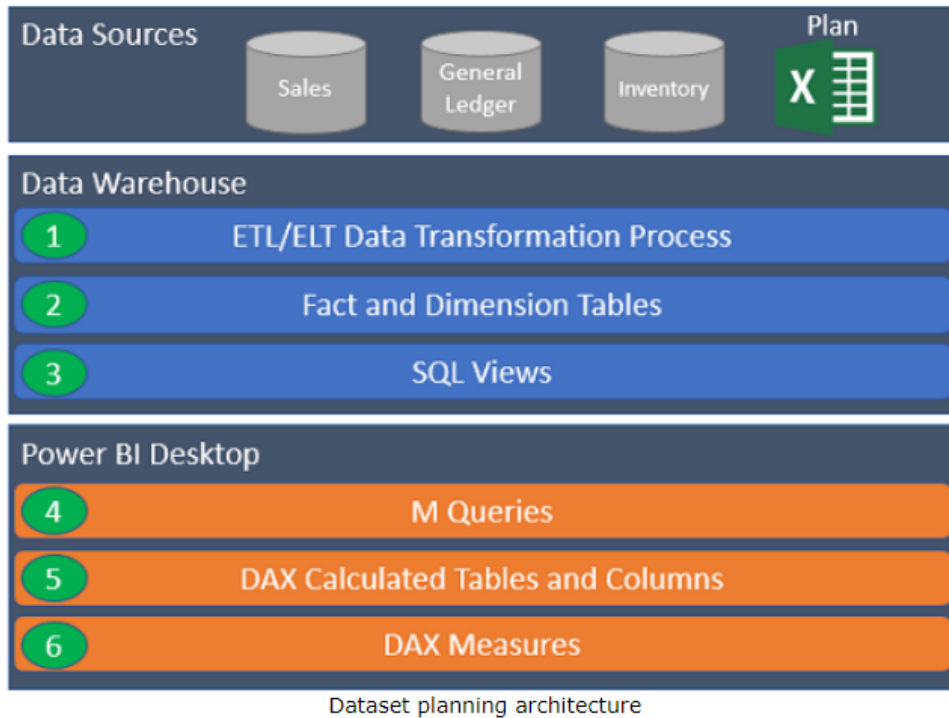 Data Sources
Sales
General
Ledger
Inventory
Plan
X
Data Warehouse
1 ETL/ELT Data Transformation Process
2 Fact and Dimension Tables
3 SQL Views
Power BI Desktop
4 M Queries
5 DAX Calculated Tables and Columns
6 DAX Measures
Dataset planning architecture